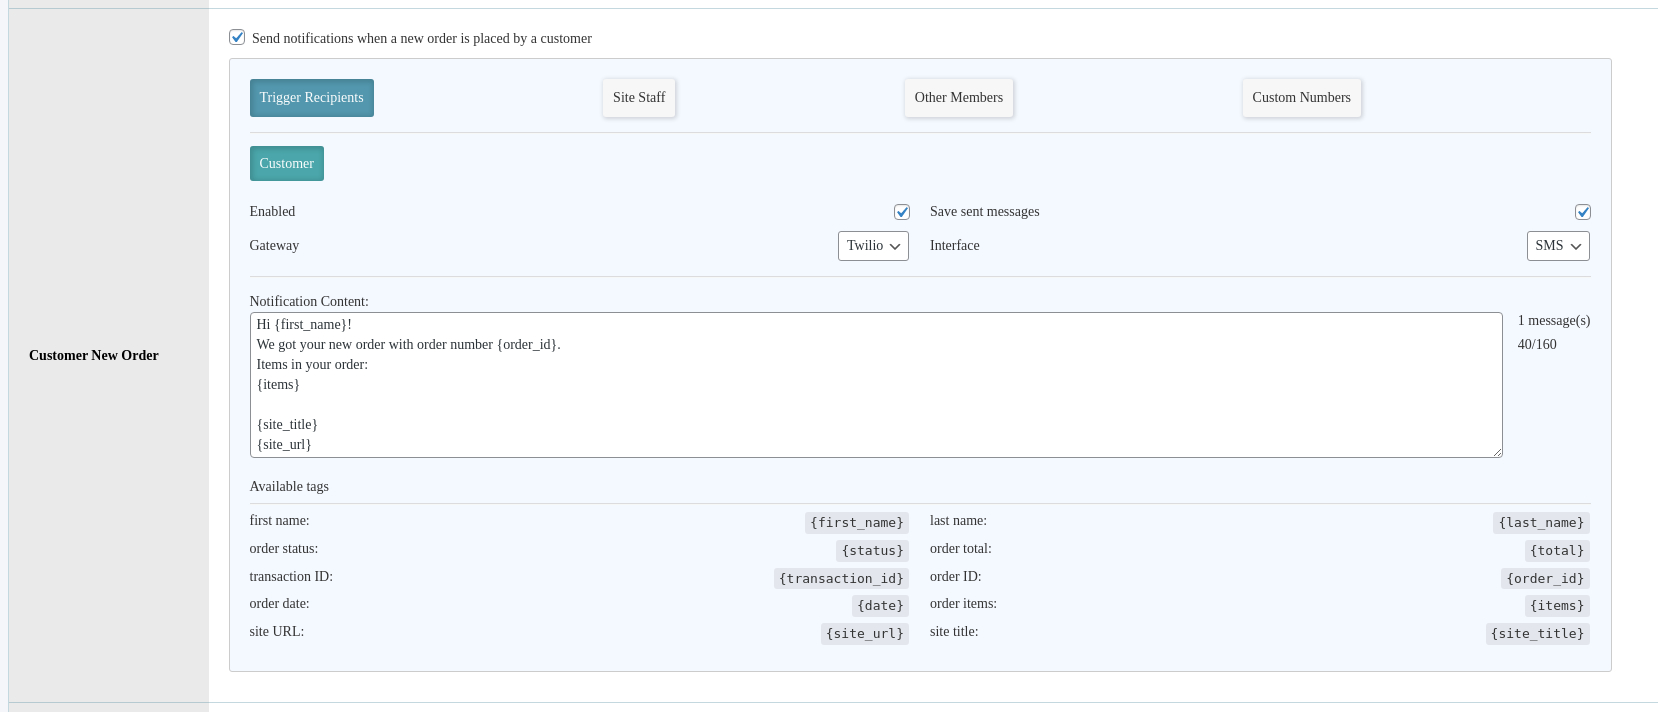 Send notifications when a new order is placed by a customer
Trigger Recipients
Site Staff
Other Members
Custom Numbers
Customer
Enabled
Save sent messages
Gateway
Twilio
Interface
SMS
Customer New Order
Notification Content:
Hi {first_name}!
We got your new order with order number {order_id}.
Items in your order:
{items}
{site_title}
{site_url}
1 message(s)
40/160
Available tags
first name: {first_name}
last name: {last_name}
order status: {status}
order total: {total}
transaction ID: {transaction_id}
order ID: {order_id}
order date: {date}
order items: {items}
site URL: {site_url}
site title: {site_title}